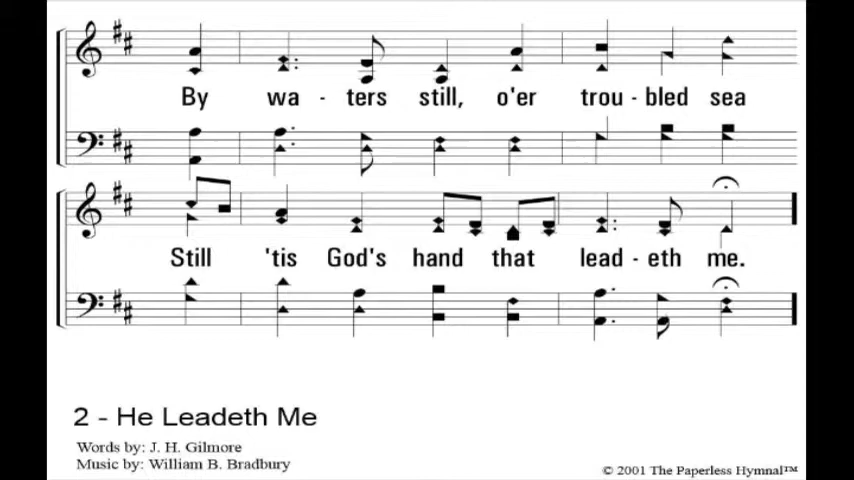 By wa - ters still, o'er trou - bled sea
Still 'tis God's hand that lead - eth me.
2 - He Leadeth Me
Words by: J. H. Gilmore
Music by: William B. Bradbury
© 2001 The Paperless Hymnal™